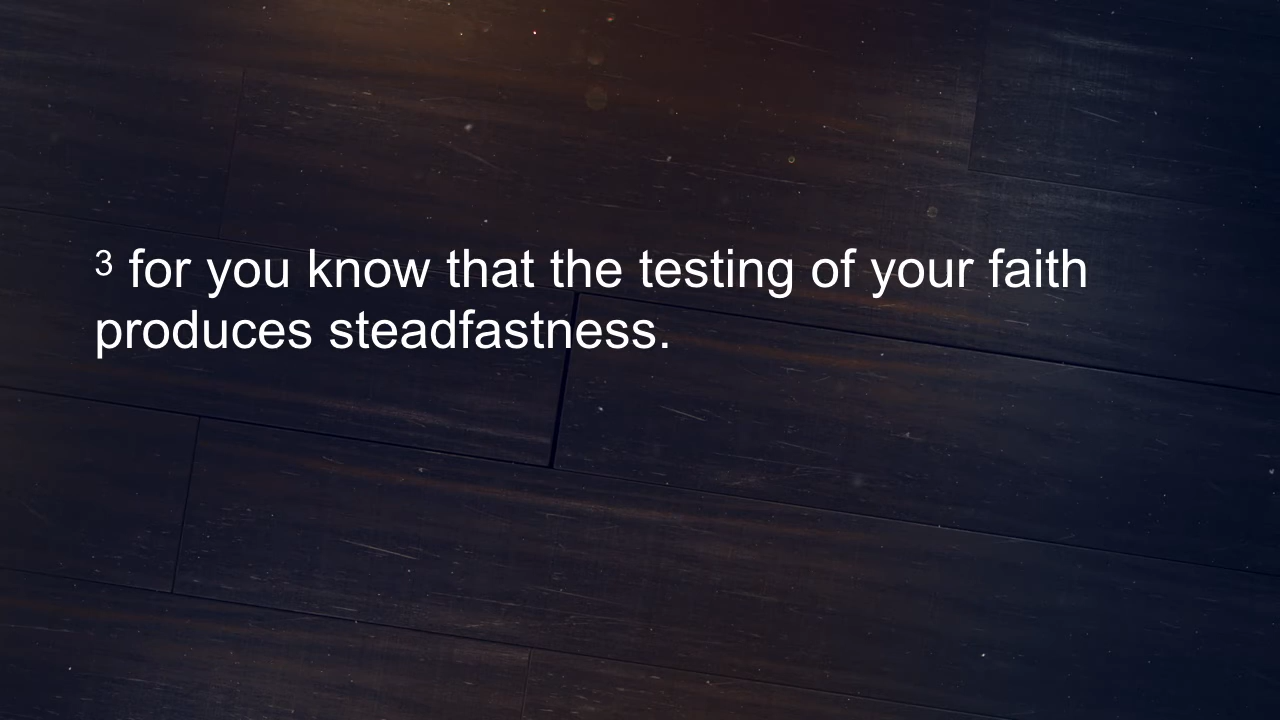 3 for you know that the testing of your faith
produces steadfastness.